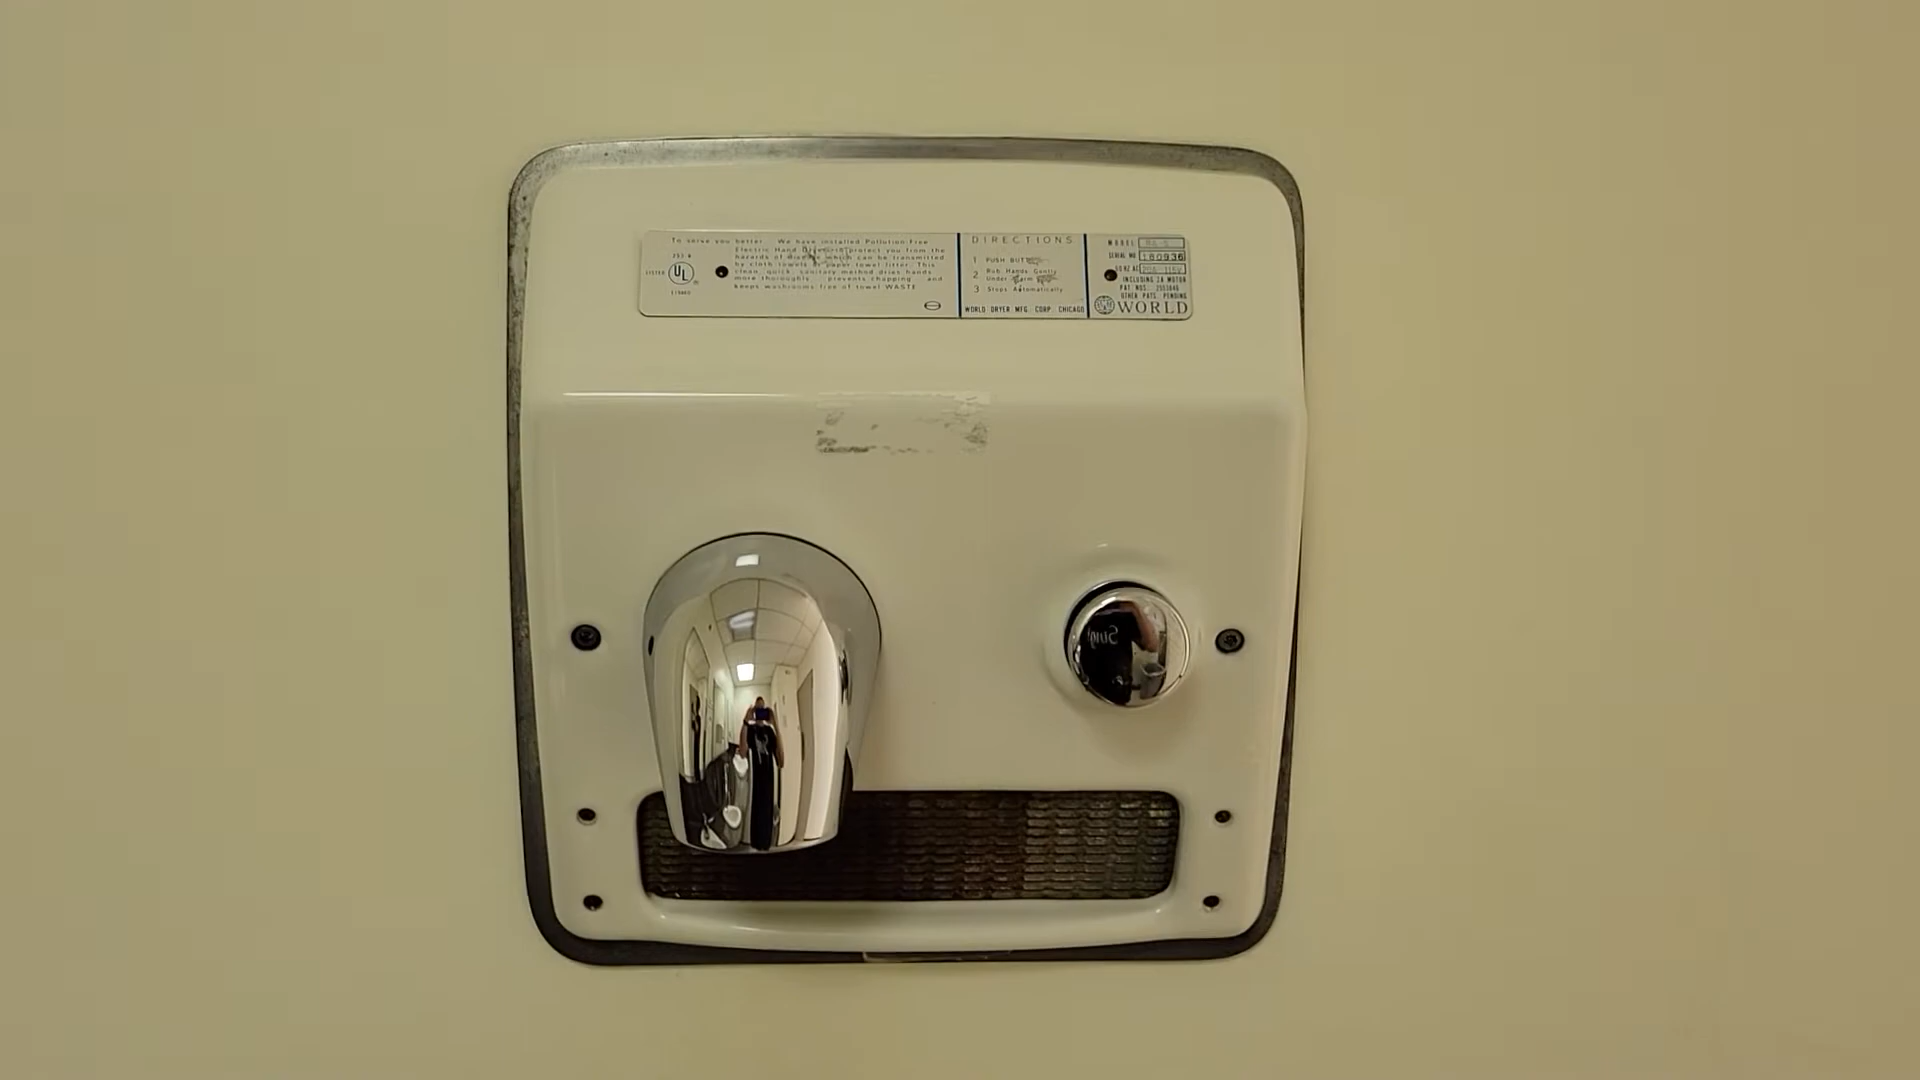 To serve you better... We have installed Pollution-Free
Electric Hand Dryers to protect you from the
hazards of disease which can be transmitted
by cloth towels or paper towel litter. This
clean, quick, sanitary method dries hands
more thoroughly prevents chapping and
keeps washrooms free of towel WASTE
LISTED
UL
DIRECTIONS
1 PUSH BUTTON
2 Rub Hands Gently
Under Warm
3 Stops Automatically
WORLD DRYER MFG. CORP. CHICAGO
MODEL
SERIAL NO. 180936
INCLUDING MOTOR
PAT NOS.
OTHER PATS. PENDING
WORLD